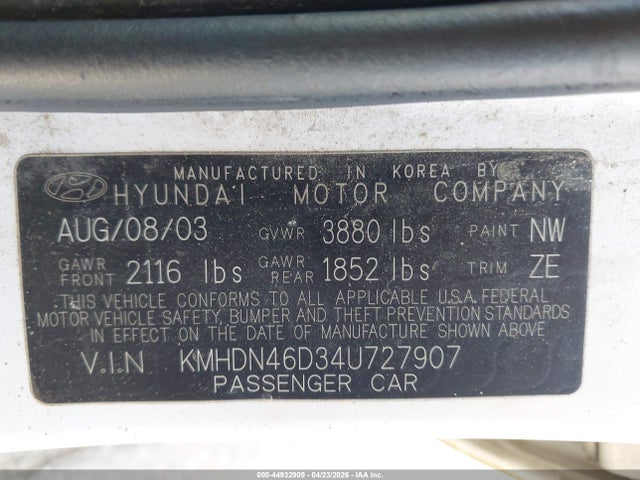 MANUFACTURED IN KOREA BY
HYUNDAI MOTOR COMPANY
AUG/08/03 GVWR 3880 lbs PAINT NW
GAWR FRONT 2116 lbs GAWR REAR 1852 lbs TRIM ZE
THIS VEHICLE CONFORMS TO ALL APPLICABLE U.S.A. FEDERAL
MOTOR VEHICLE SAFETY, BUMPER AND THEFT PREVENTION STANDARDS
IN EFFECT ON THE DATE OF MANUFACTURE SHOWN ABOVE
V.I.N KMHDN46D34U727907
PASSENGER CAR
000-44932909 - 04/23/2026 - IAA, Inc.